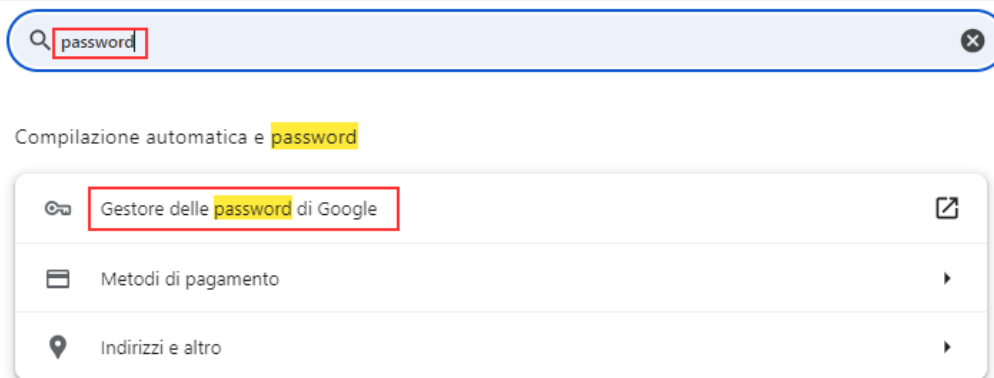 password
Compilazione automatica e password
Gestore delle password di Google
Metodi di pagamento
Indirizzi e altro